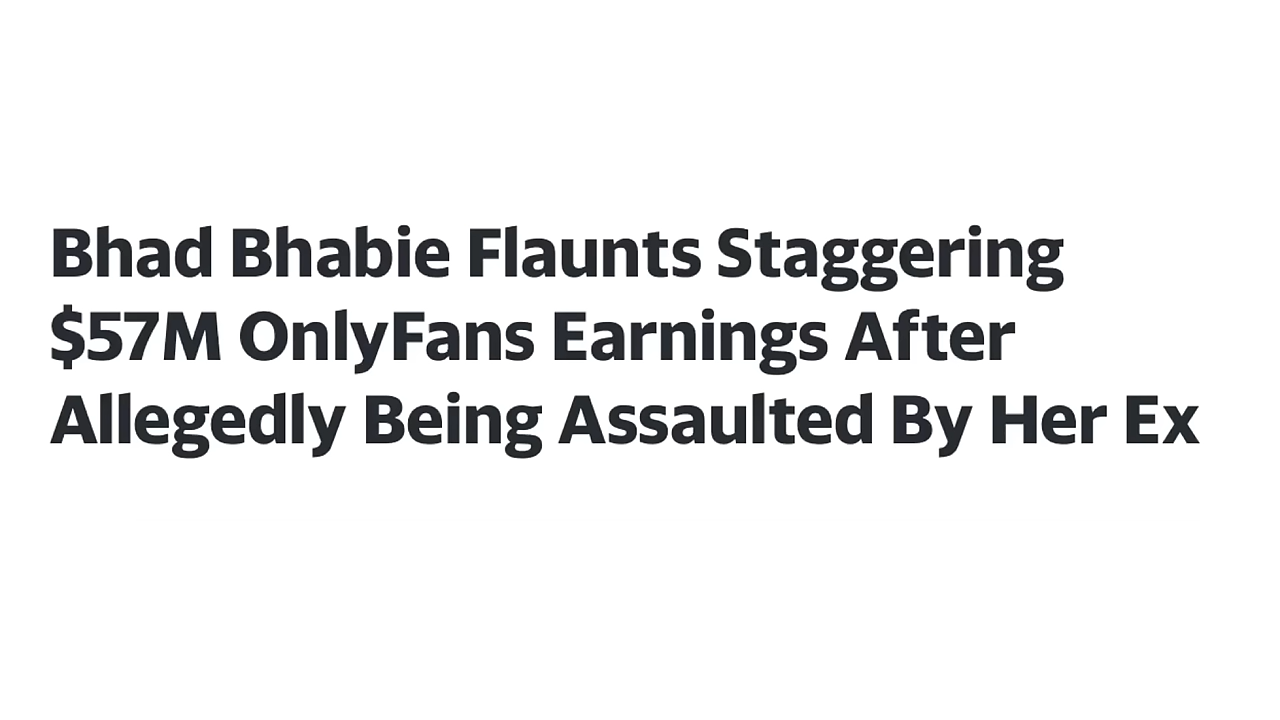 Bhad Bhabie Flaunts Staggering
$57M OnlyFans Earnings After
Allegedly Being Assaulted By Her Ex